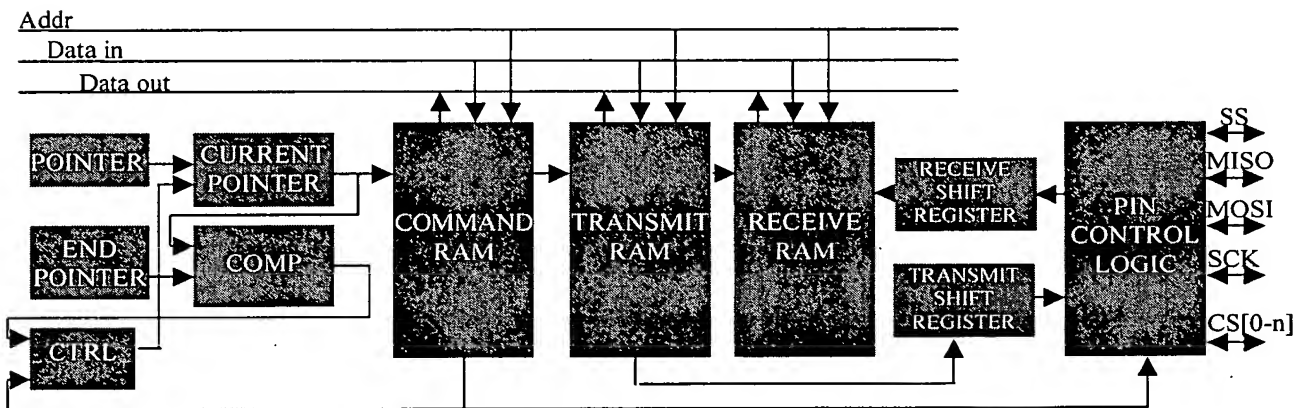 Addr
Data in
Data out
POINTER
CURRENT
POINTER
END
POINTER
COMP
CTRL
COMMAND
RAM
TRANSMIT
RAM
RECEIVE
RAM
RECEIVE
SHIFT
REGISTER
TRANSMIT
SHIFT
REGISTER
PIN
CONTROL
LOGIC
SS
MISO
MOSI
SCK
CS[0-n]